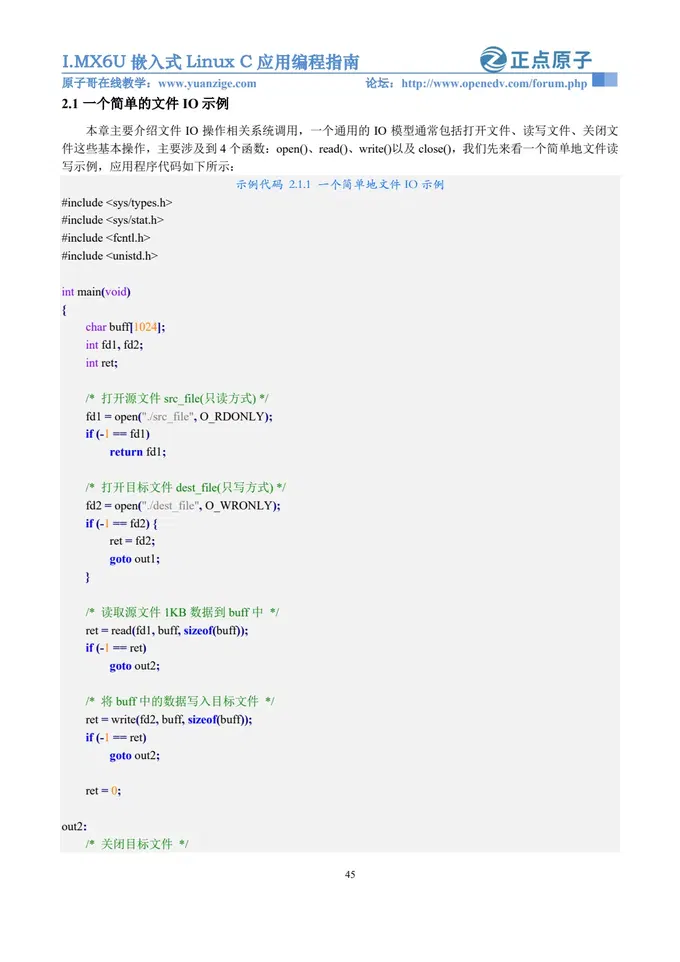 I.MX6U 嵌入式 Linux C 应用编程指南
正点原子
原子哥在线教学：www.yuanzige.com 论坛：http://www.openedv.com/forum.php
2.1 一个简单的文件 IO 示例
本章主要介绍文件 IO 操作相关系统调用，一个通用的 IO 模型通常包括打开文件、读写文件、关闭文
件这些基本操作，主要涉及到 4 个函数：open()、read()、write()以及 close()，我们先来看一个简单地文件读
写示例，应用程序代码如下所示：
示例代码 2.1.1 一个简单地文件 IO 示例
#include <sys/types.h>
#include <sys/stat.h>
#include <fcntl.h>
#include <unistd.h>
int main(void)
{
char buff[1024];
int fd1, fd2;
int ret;
/* 打开源文件 src_file(只读方式) */
fd1 = open("./src_file", O_RDONLY);
if (-1 == fd1)
return fd1;
/* 打开目标文件 dest_file(只写方式) */
fd2 = open("./dest_file", O_WRONLY);
if (-1 == fd2) {
ret = fd2;
goto out1;
}
/* 读取源文件 1KB 数据到 buff 中 */
ret = read(fd1, buff, sizeof(buff));
if (-1 == ret)
goto out2;
/* 将 buff 中的数据写入目标文件 */
ret = write(fd2, buff, sizeof(buff));
if (-1 == ret)
goto out2;
ret = 0;
out2:
/* 关闭目标文件 */
45